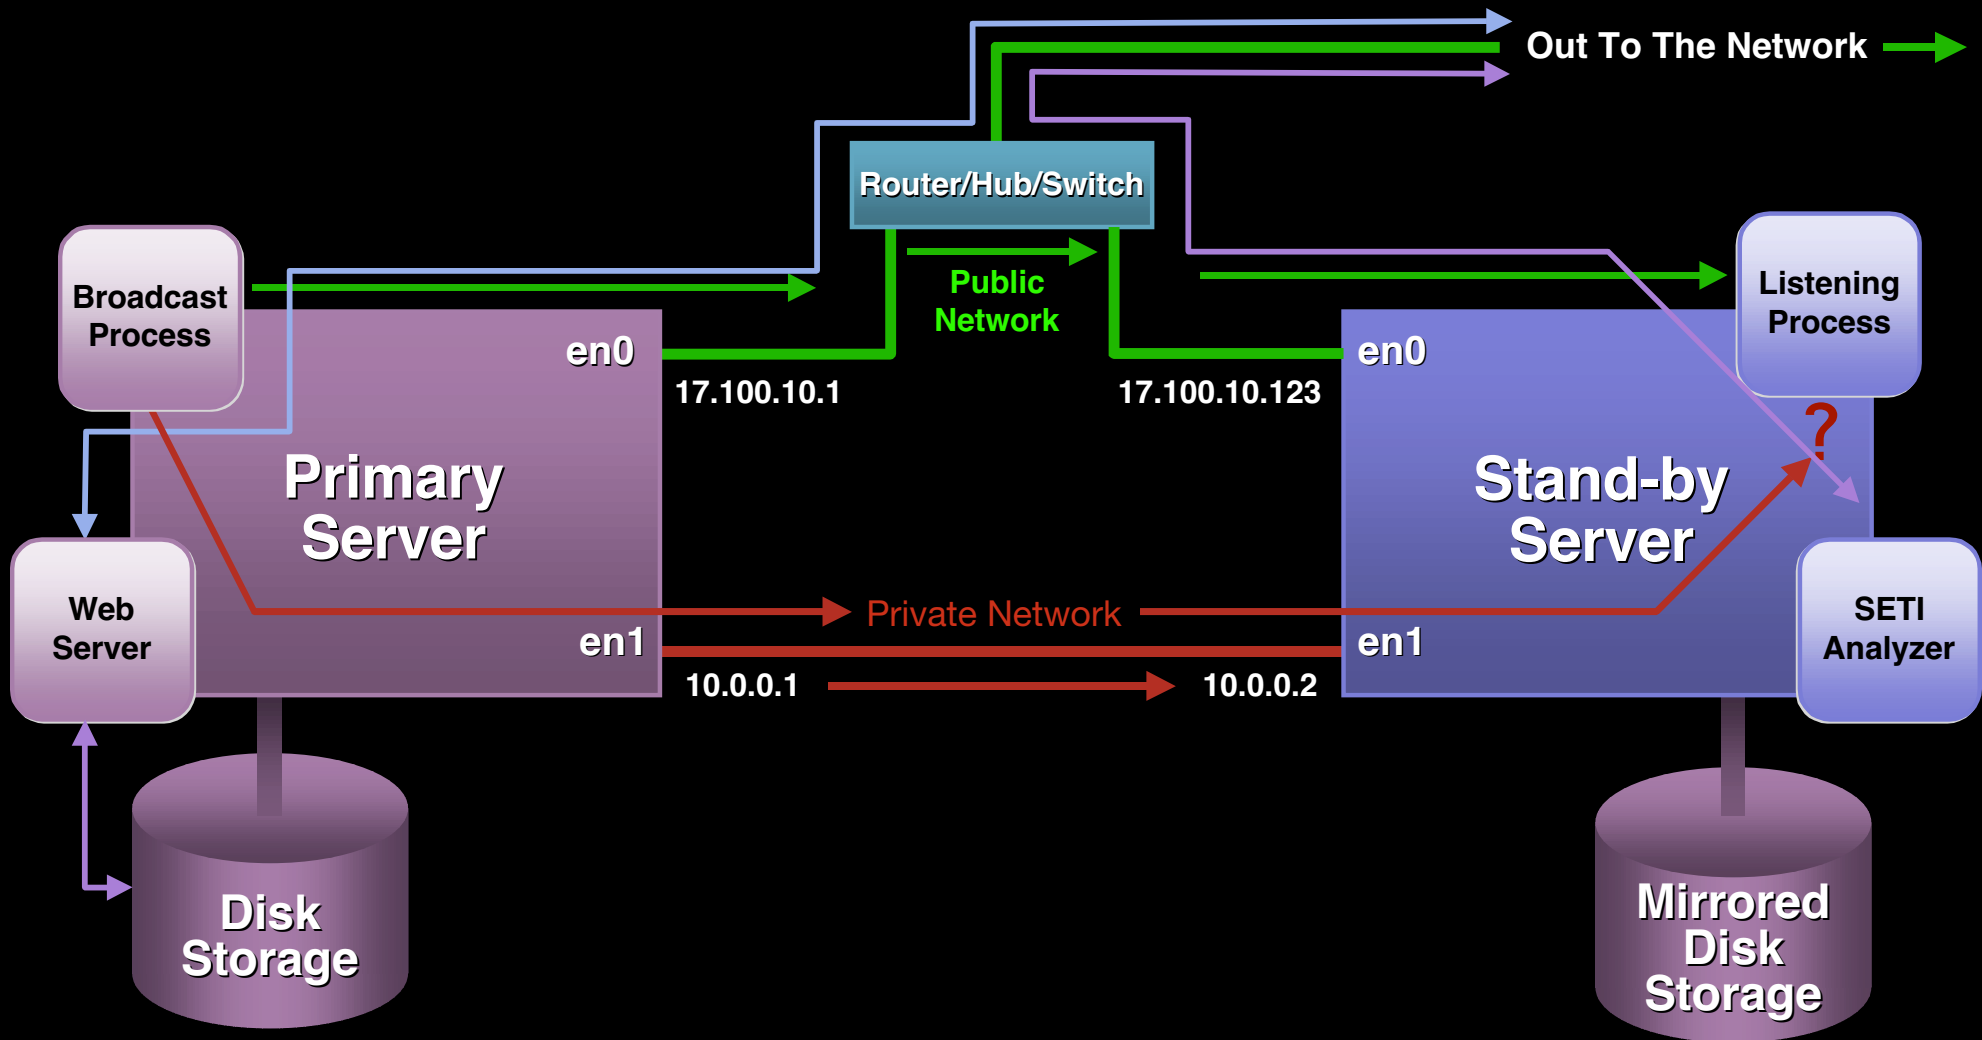 Out To The Network
Router/Hub/Switch
Broadcast
Process
Public
Network
Listening
Process
en0
17.100.10.1
17.100.10.123
en0
?
Primary
Server
Stand-by
Server
Web
Server
Private Network
SETI
Analyzer
en1
10.0.0.1
10.0.0.2
en1
Disk
Storage
Mirrored
Disk
Storage